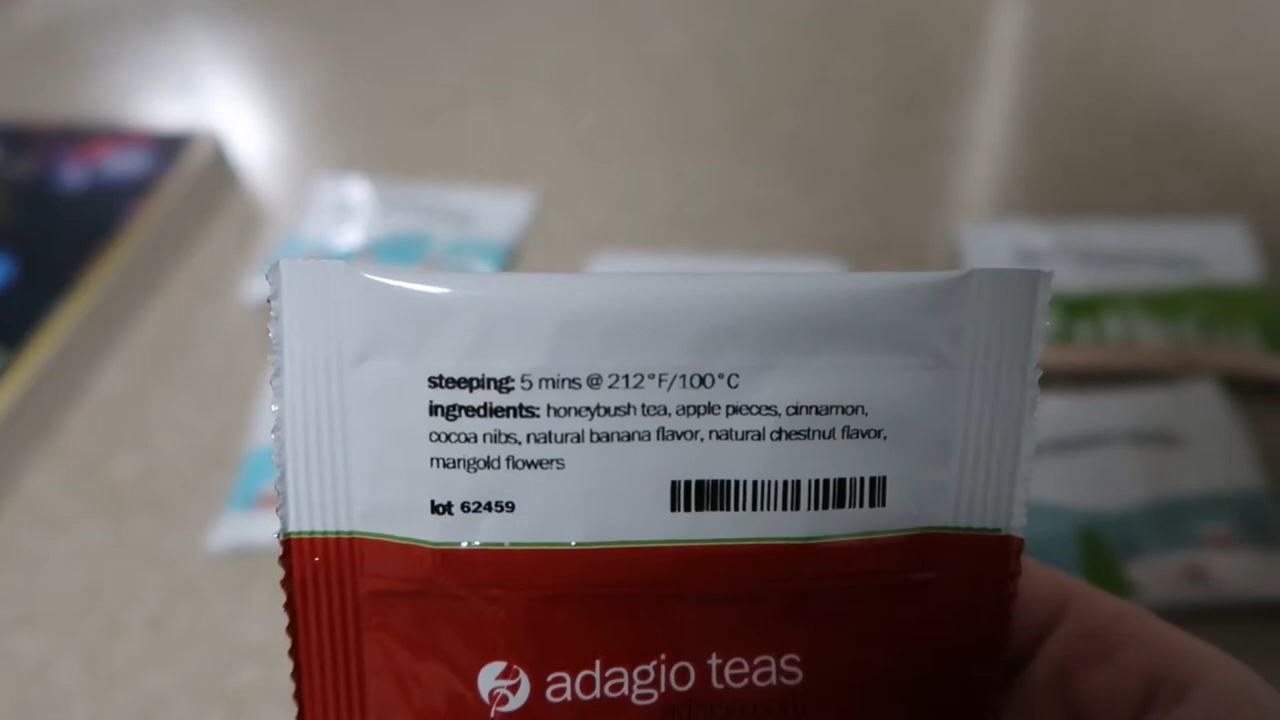 steeping: 5 mins @ 212°F/100°C
ingredients: honeybush tea, apple pieces, cinnamon,
cocoa nibs, natural banana flavor, natural chestnut flavor,
marigold flowers
lot 62459
adagio teas